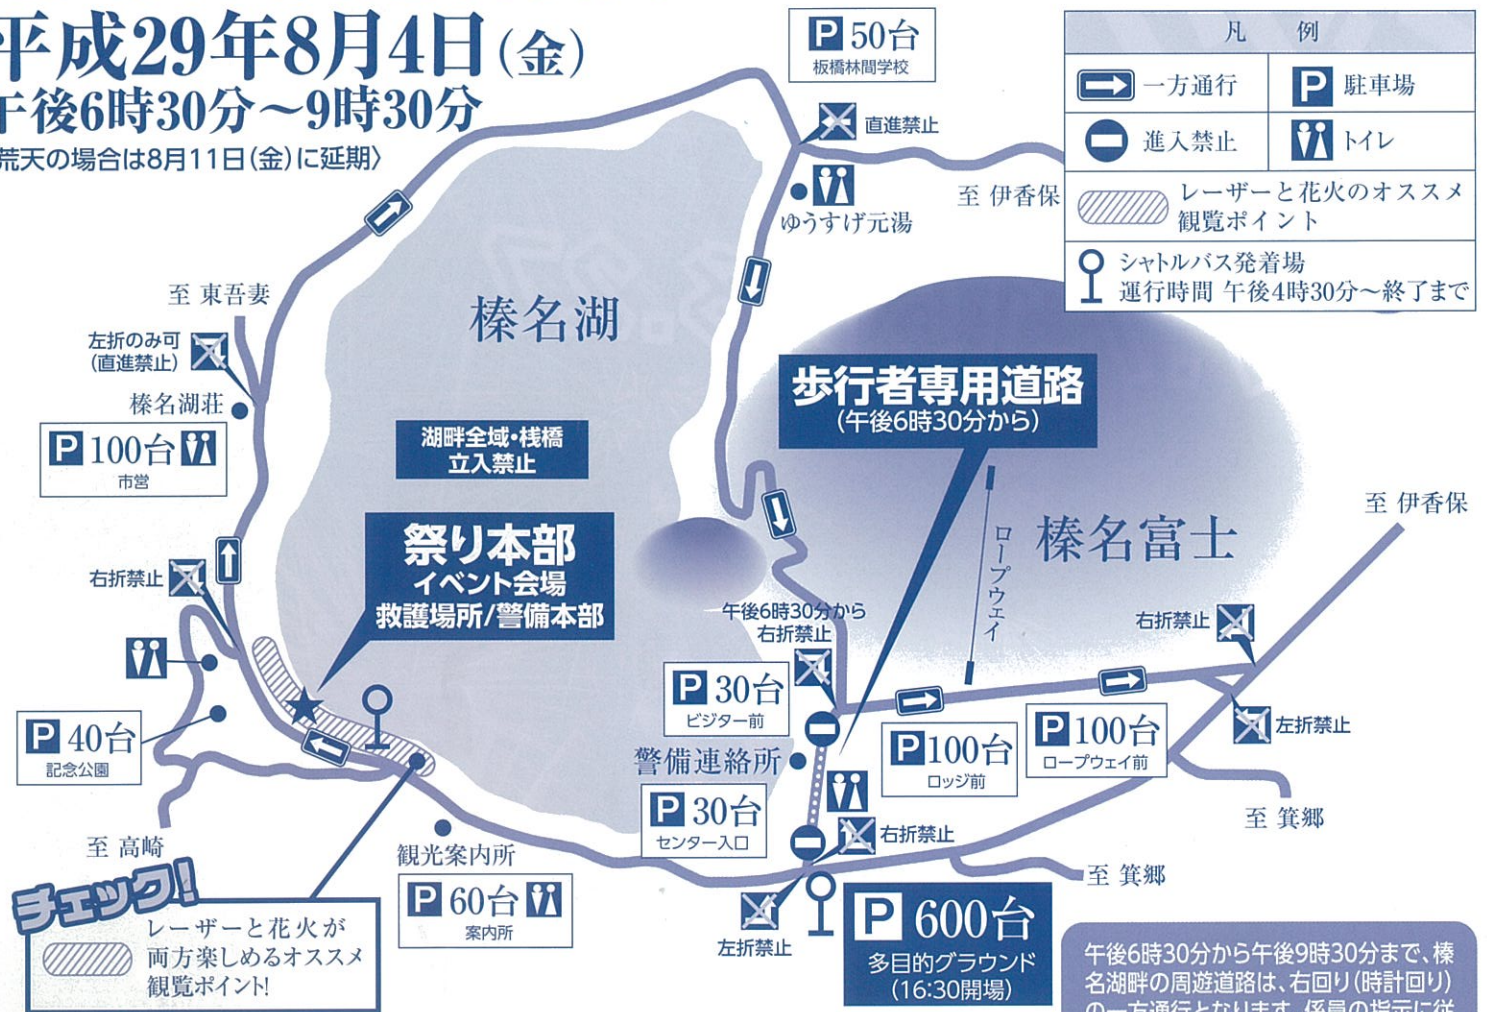 平成29年8月4日(金)
午後6時30分〜9時30分
荒天の場合は8月11日(金)に延期〉
P 50台
板橋林間学校
凡 例
一方通行
P 駐車場
進入禁止
トイレ
レーザーと花火のオススメ
観覧ポイント
シャトルバス発着場
運行時間 午後4時30分〜終了まで
直進禁止
至 伊香保
ゆうすげ元湯
至 東吾妻
左折のみ可
(直進禁止)
榛名湖荘
P 100台
市営
榛名湖
湖畔全域・桟橋
立入禁止
歩行者専用道路
(午後6時30分から)
祭り本部
イベント会場
救護場所/警備本部
ロープウェイ
榛名富士
至 伊香保
右折禁止
午後6時30分から
右折禁止
右折禁止
P 40台
記念公園
P 30台
ビジター前
警備連絡所
P 30台
センター入口
P 100台
ロッジ前
P 100台
ロープウェイ前
左折禁止
右折禁止
至 箕郷
至 箕郷
至 高崎
観光案内所
P 60台
案内所
左折禁止
P 600台
多目的グラウンド
(16:30開場)
チェック!
レーザーと花火が
両方楽しめるオススメ
観覧ポイント!
午後6時30分から午後9時30分まで、榛
名湖畔の周遊道路は、右回り(時計回り)
の一方通行となります。係員の指示に従